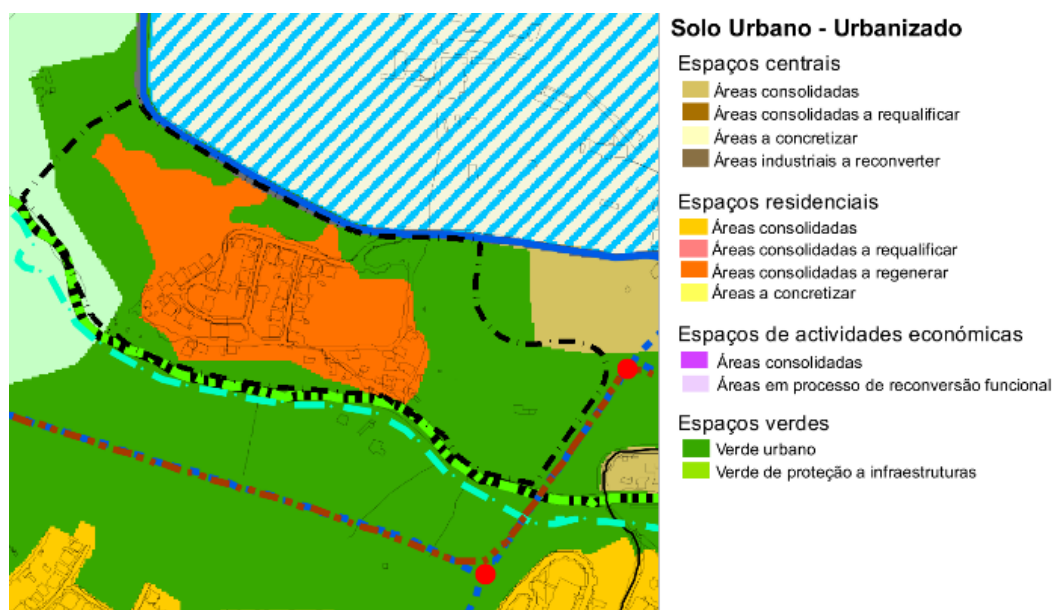 Solo Urbano - Urbanizado
Espaços centrais
Áreas consolidadas
Áreas consolidadas a requalificar
Áreas a concretizar
Áreas industriais a reconverter
Espaços residenciais
Áreas consolidadas
Áreas consolidadas a requalificar
Áreas consolidadas a regenerar
Áreas a concretizar
Espaços de actividades económicas
Áreas consolidadas
Áreas em processo de reconversão funcional
Espaços verdes
Verde urbano
Verde de proteção a infraestruturas